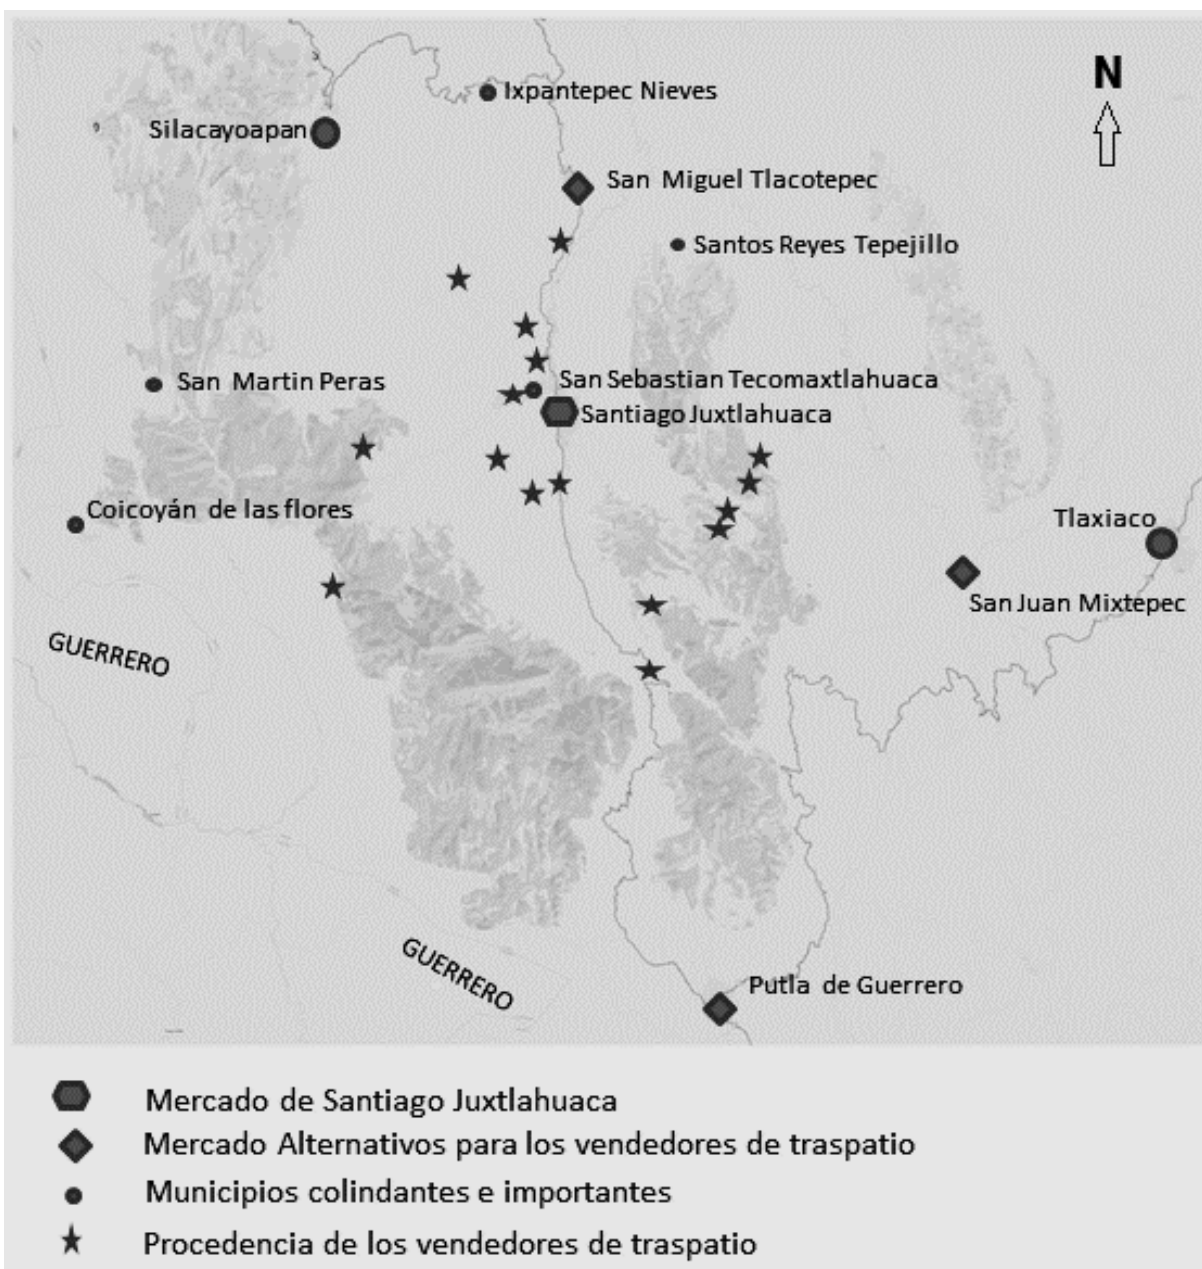 N
Ixpantepec Nieves
Silacayoapan
San Miguel Tlacotepec
Santos Reyes Tepejillo
San Martin Peras
San Sebastian Tecomaxtlahuaca
Santiago Juxtlahuaca
Coicoyán de las flores
Tlaxiaco
San Juan Mixtepec
GUERRERO
GUERRERO
Putla de Guerrero
Mercado de Santiago Juxtlahuaca
Mercado Alternativos para los vendedores de traspatio
Municipios colindantes e importantes
Procedencia de los vendedores de traspatio